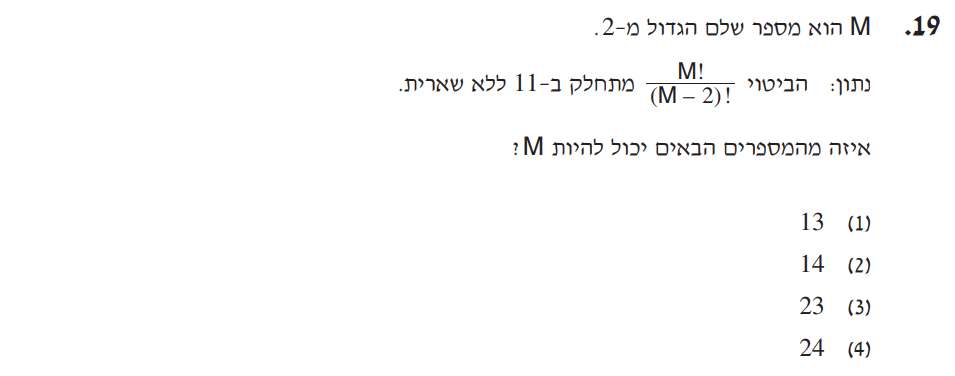 19. M הוא מספר שלם הגדול מ-2.
נתון: הביטוי M!/(M – 2)! מתחלק ב-11 ללא שארית.
איזה מהמספרים הבאים יכול להיות M?
(1) 13
(2) 14
(3) 23
(4) 24